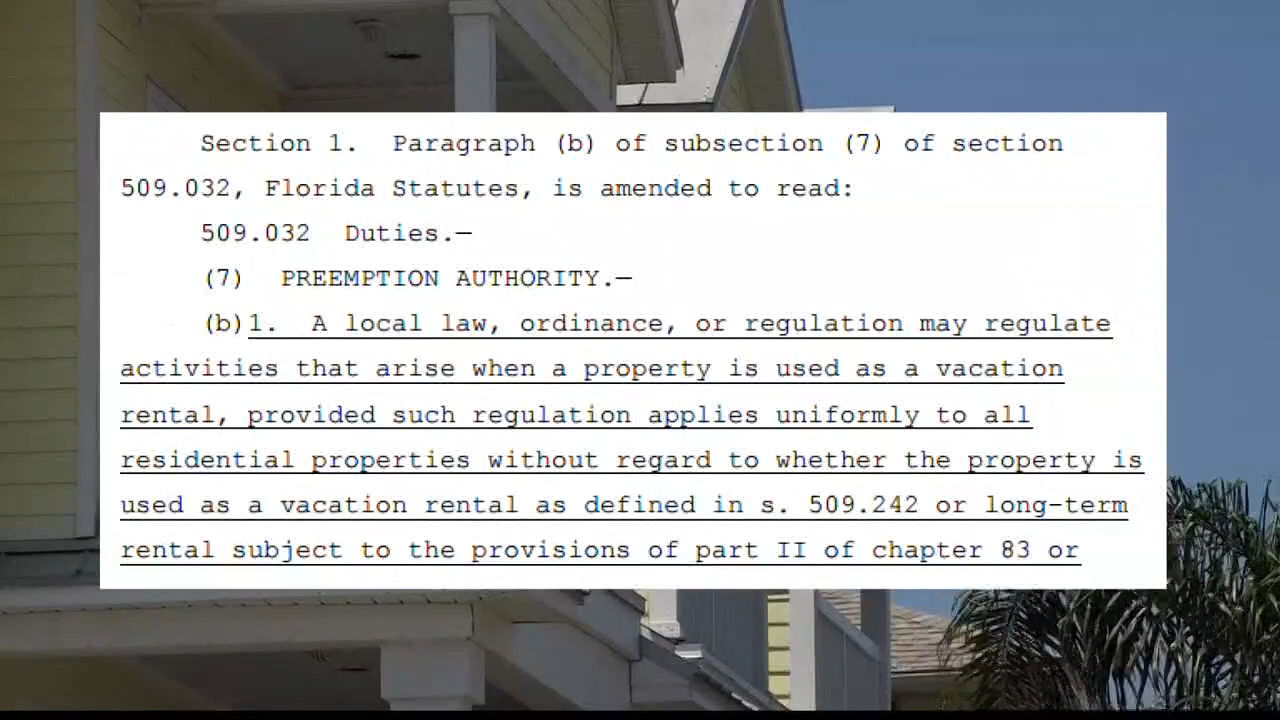 Section 1. Paragraph (b) of subsection (7) of section
509.032, Florida Statutes, is amended to read:
509.032 Duties.—
(7) PREEMPTION AUTHORITY.—
(b)1. A local law, ordinance, or regulation may regulate
activities that arise when a property is used as a vacation
rental, provided such regulation applies uniformly to all
residential properties without regard to whether the property is
used as a vacation rental as defined in s. 509.242 or long-term
rental subject to the provisions of part II of chapter 83 or